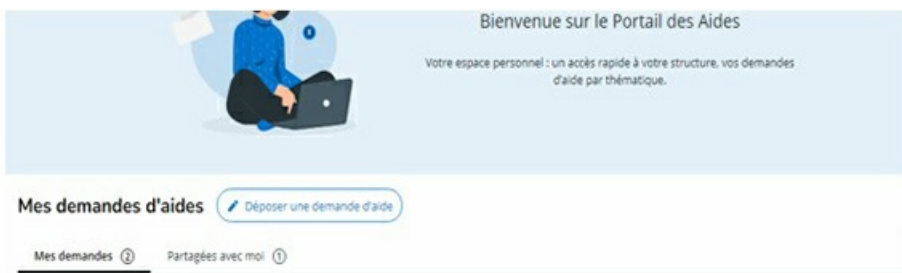 Bienvenue sur le Portail des Aides
Votre espace personnel : un accès rapide à votre structure, vos demandes
d'aide par thématique.
Mes demandes d'aides
Déposer une demande d'aide
Mes demandes 2
Partagées avec moi 1